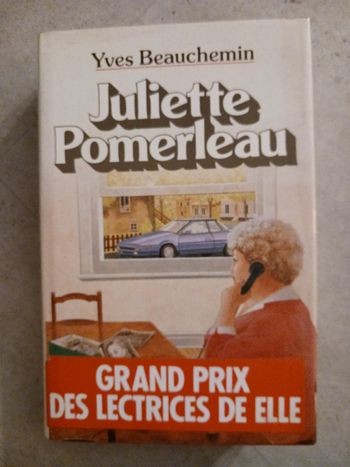 Yves Beauchemin
Juliette
Pomerleau
GRAND PRIX
DES LECTRICES DE ELLE